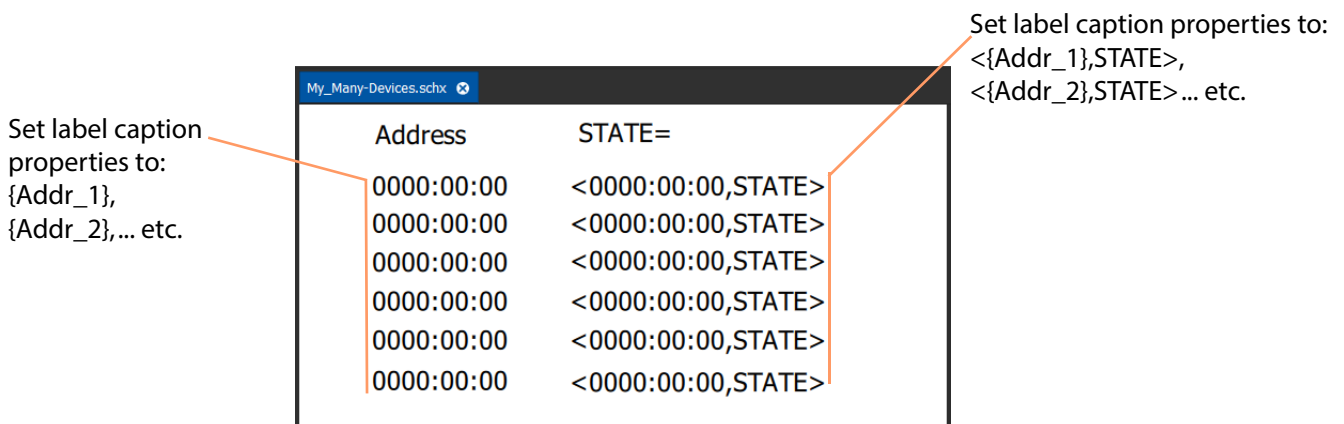 Set label caption properties to:
<{Addr_1},STATE>,
<{Addr_2},STATE>... etc.
My_Many-Devices.schx
Set label caption
properties to:
{Addr_1},
{Addr_2},... etc.
Address STATE=
0000:00:00 <0000:00:00,STATE>
0000:00:00 <0000:00:00,STATE>
0000:00:00 <0000:00:00,STATE>
0000:00:00 <0000:00:00,STATE>
0000:00:00 <0000:00:00,STATE>
0000:00:00 <0000:00:00,STATE>